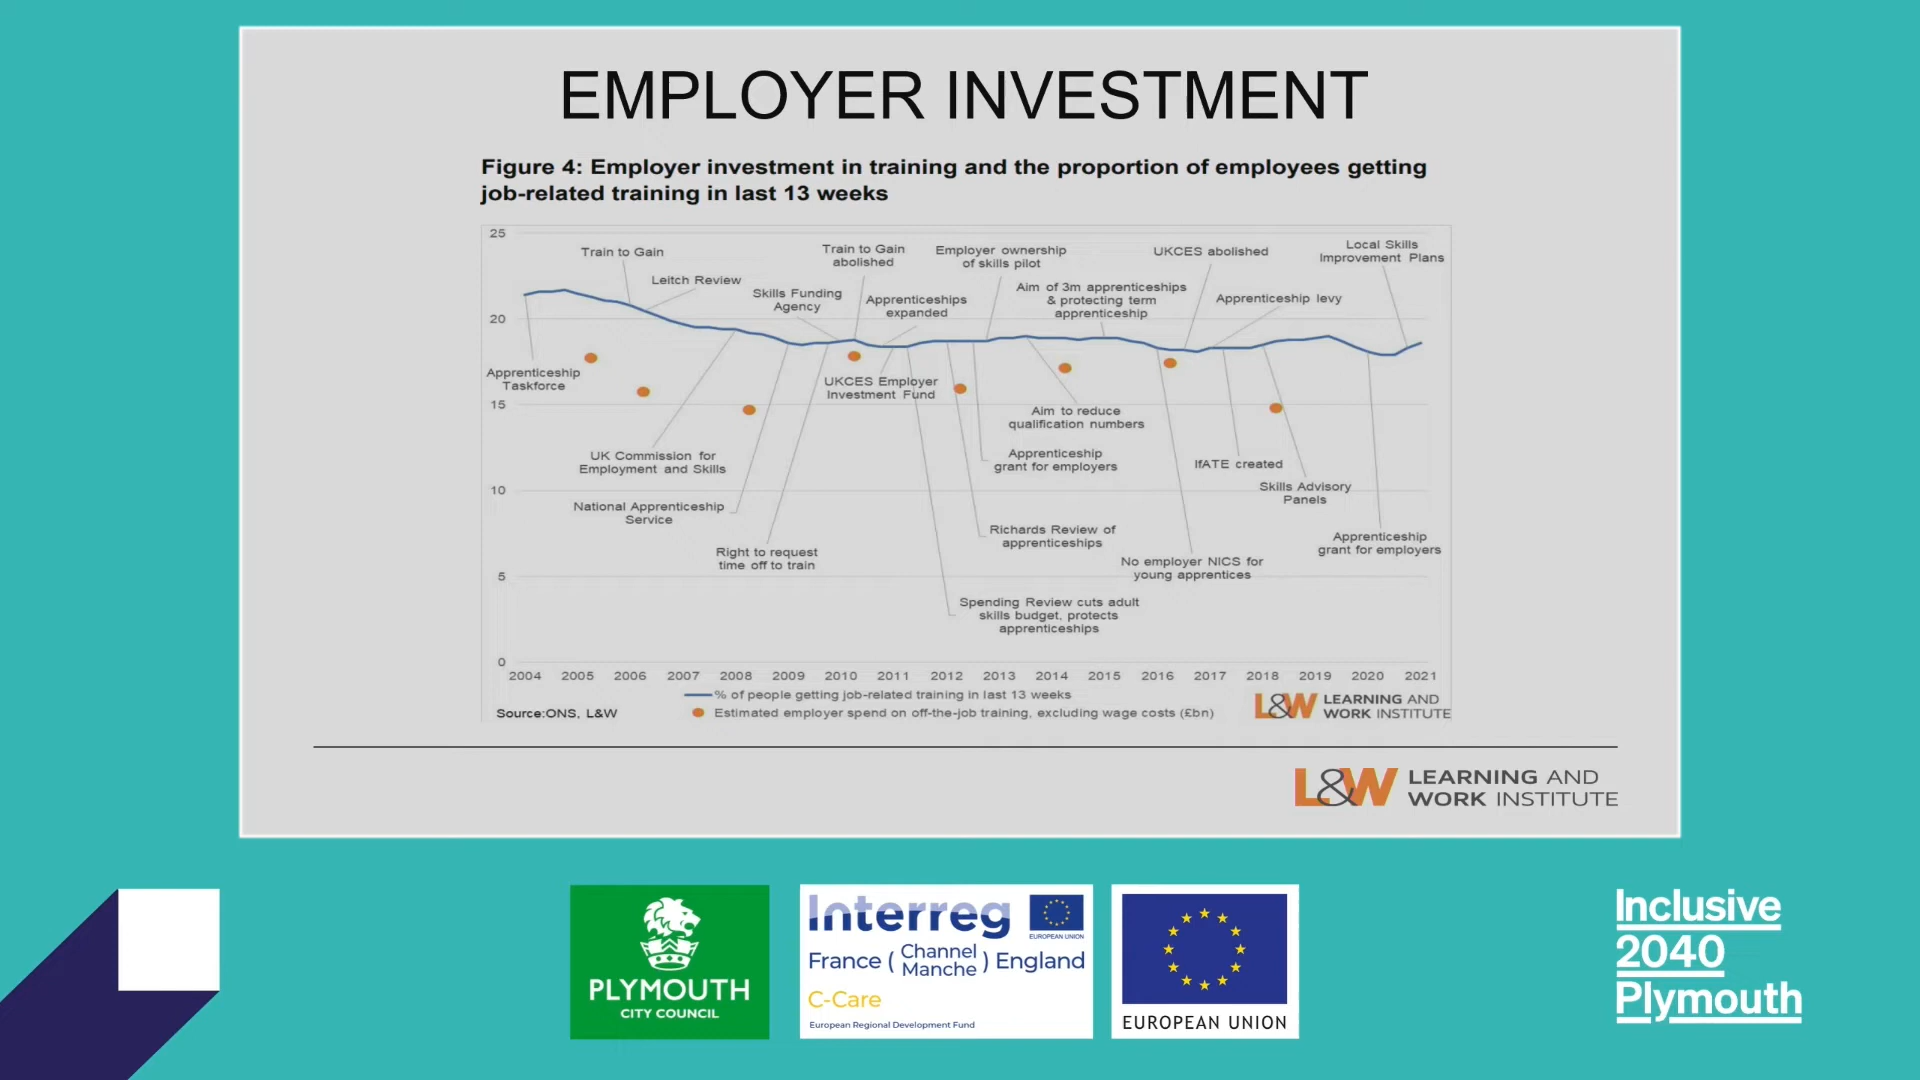 EMPLOYER INVESTMENT
Figure 4: Employer investment in training and the proportion of employees getting
job-related training in last 13 weeks
25
20
15
10
5
0
Train to Gain
Leitch Review
Skills Funding
Agency
Train to Gain
abolished
Apprenticeships
expanded
Employer ownership
of skills pilot
Aim of 3m apprenticeships
& protecting term
apprenticeship
UKCES abolished
Apprenticeship levy
Local Skills
Improvement Plans
Apprenticeship
Taskforce
UKCES Employer
Investment Fund
Aim to reduce
qualification numbers
UK Commission for
Employment and Skills
Apprenticeship
grant for employers
IfATE created
Skills Advisory
Panels
National Apprenticeship
Service
Richards Review of
apprenticeships
Apprenticeship
grant for employers
Right to request
time off to train
No employer NICS for
young apprentices
Spending Review cuts adult
skills budget, protects
apprenticeships
2004 2005 2006 2007 2008 2009 2010 2011 2012 2013 2014 2015 2016 2017 2018 2019 2020 2021
% of people getting job-related training in last 13 weeks
Estimated employer spend on off-the-job training, excluding wage costs (£bn)
Source:ONS, L&W
L&W LEARNING AND
WORK INSTITUTE
L&W LEARNING AND
WORK INSTITUTE
PLYMOUTH
CITY COUNCIL
Interreg
EUROPEAN UNION
France ( Channel
Manche ) England
C-Care
European Regional Development Fund
EUROPEAN UNION
Inclusive
2040
Plymouth